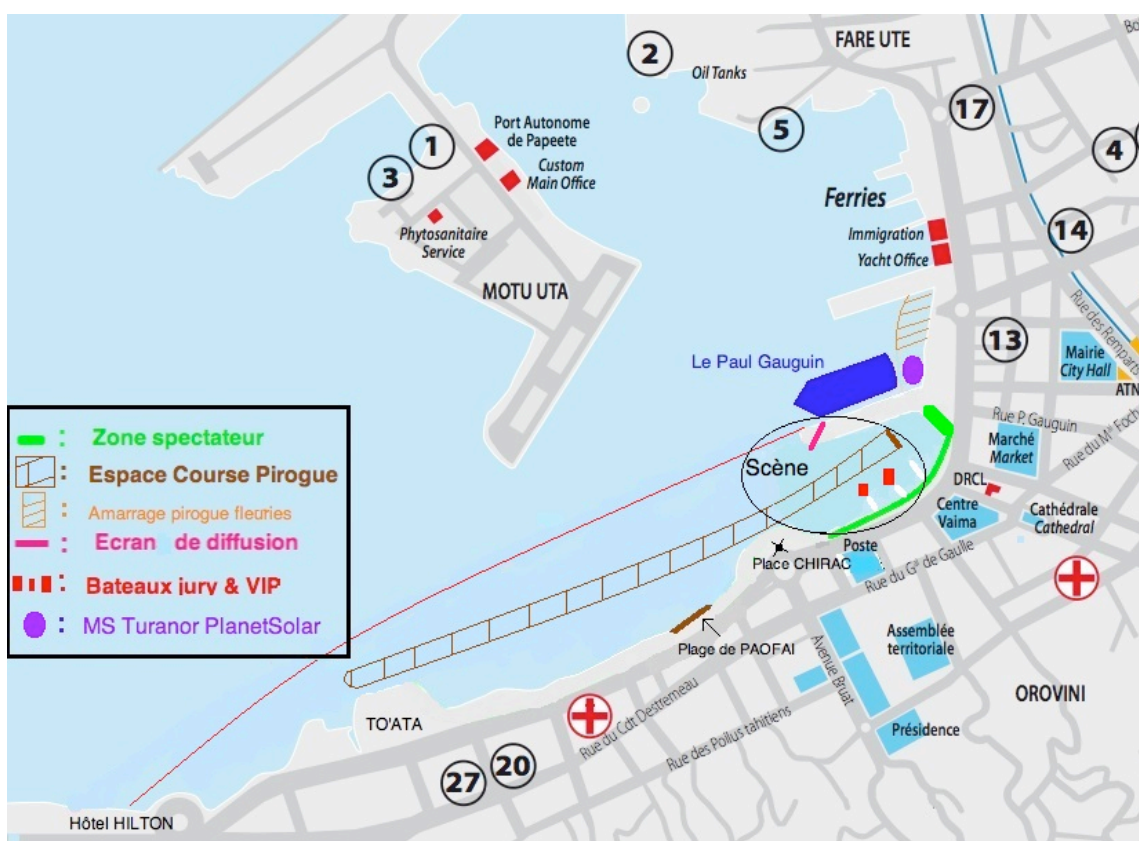 FARE UTE
2
Oil Tanks
17
5
4
Port Autonome
de Papeete
1
Custom
Main Office
3
Phytosanitaire
Service
MOTU UTA
Ferries
Immigration
Yacht Office
14
Rue des Remparts
13
Mairie
City Hall
ATN
Le Paul Gauguin
Rue P. Gauguin
Rue du Mal Foch
Marché
Market
Scène
DRCL
Centre
Vaima
Cathédrale
Cathedral
Zone spectateur
Espace Course Pirogue
Amarrage pirogue fleuries
Ecran de diffusion
Bateaux jury & VIP
MS Turanor PlanetSolar
Poste
Place CHIRAC
Rue du Gal de Gaulle
Plage de PAOFAI
Assemblée
territoriale
Avenue Bruat
OROVINI
Présidence
TO'ATA
Rue du Cdt Destremeau
Rue des Poilus tahitiens
27
20
Hôtel HILTON